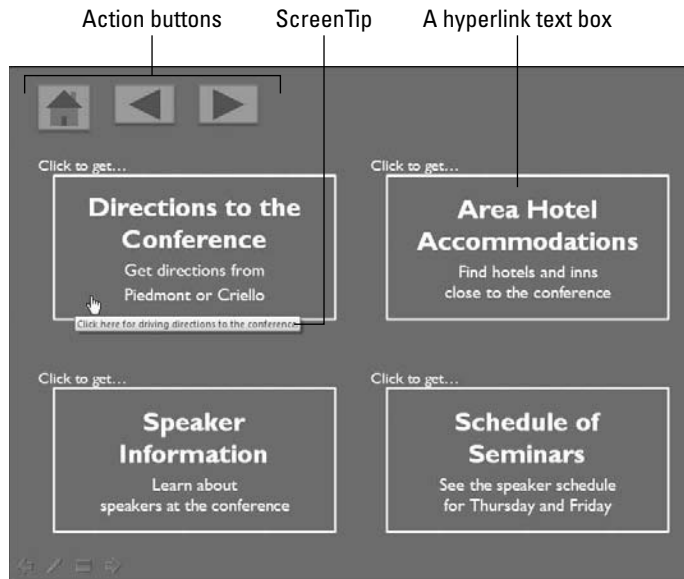 Action buttons ScreenTip A hyperlink text box
Click to get...
Directions to the
Conference
Get directions from
Piedmont or Criello
Click here for driving directions to the conference
Click to get...
Area Hotel
Accommodations
Find hotels and inns
close to the conference
Click to get...
Speaker
Information
Learn about
speakers at the conference
Click to get...
Schedule of
Seminars
See the speaker schedule
for Thursday and Friday